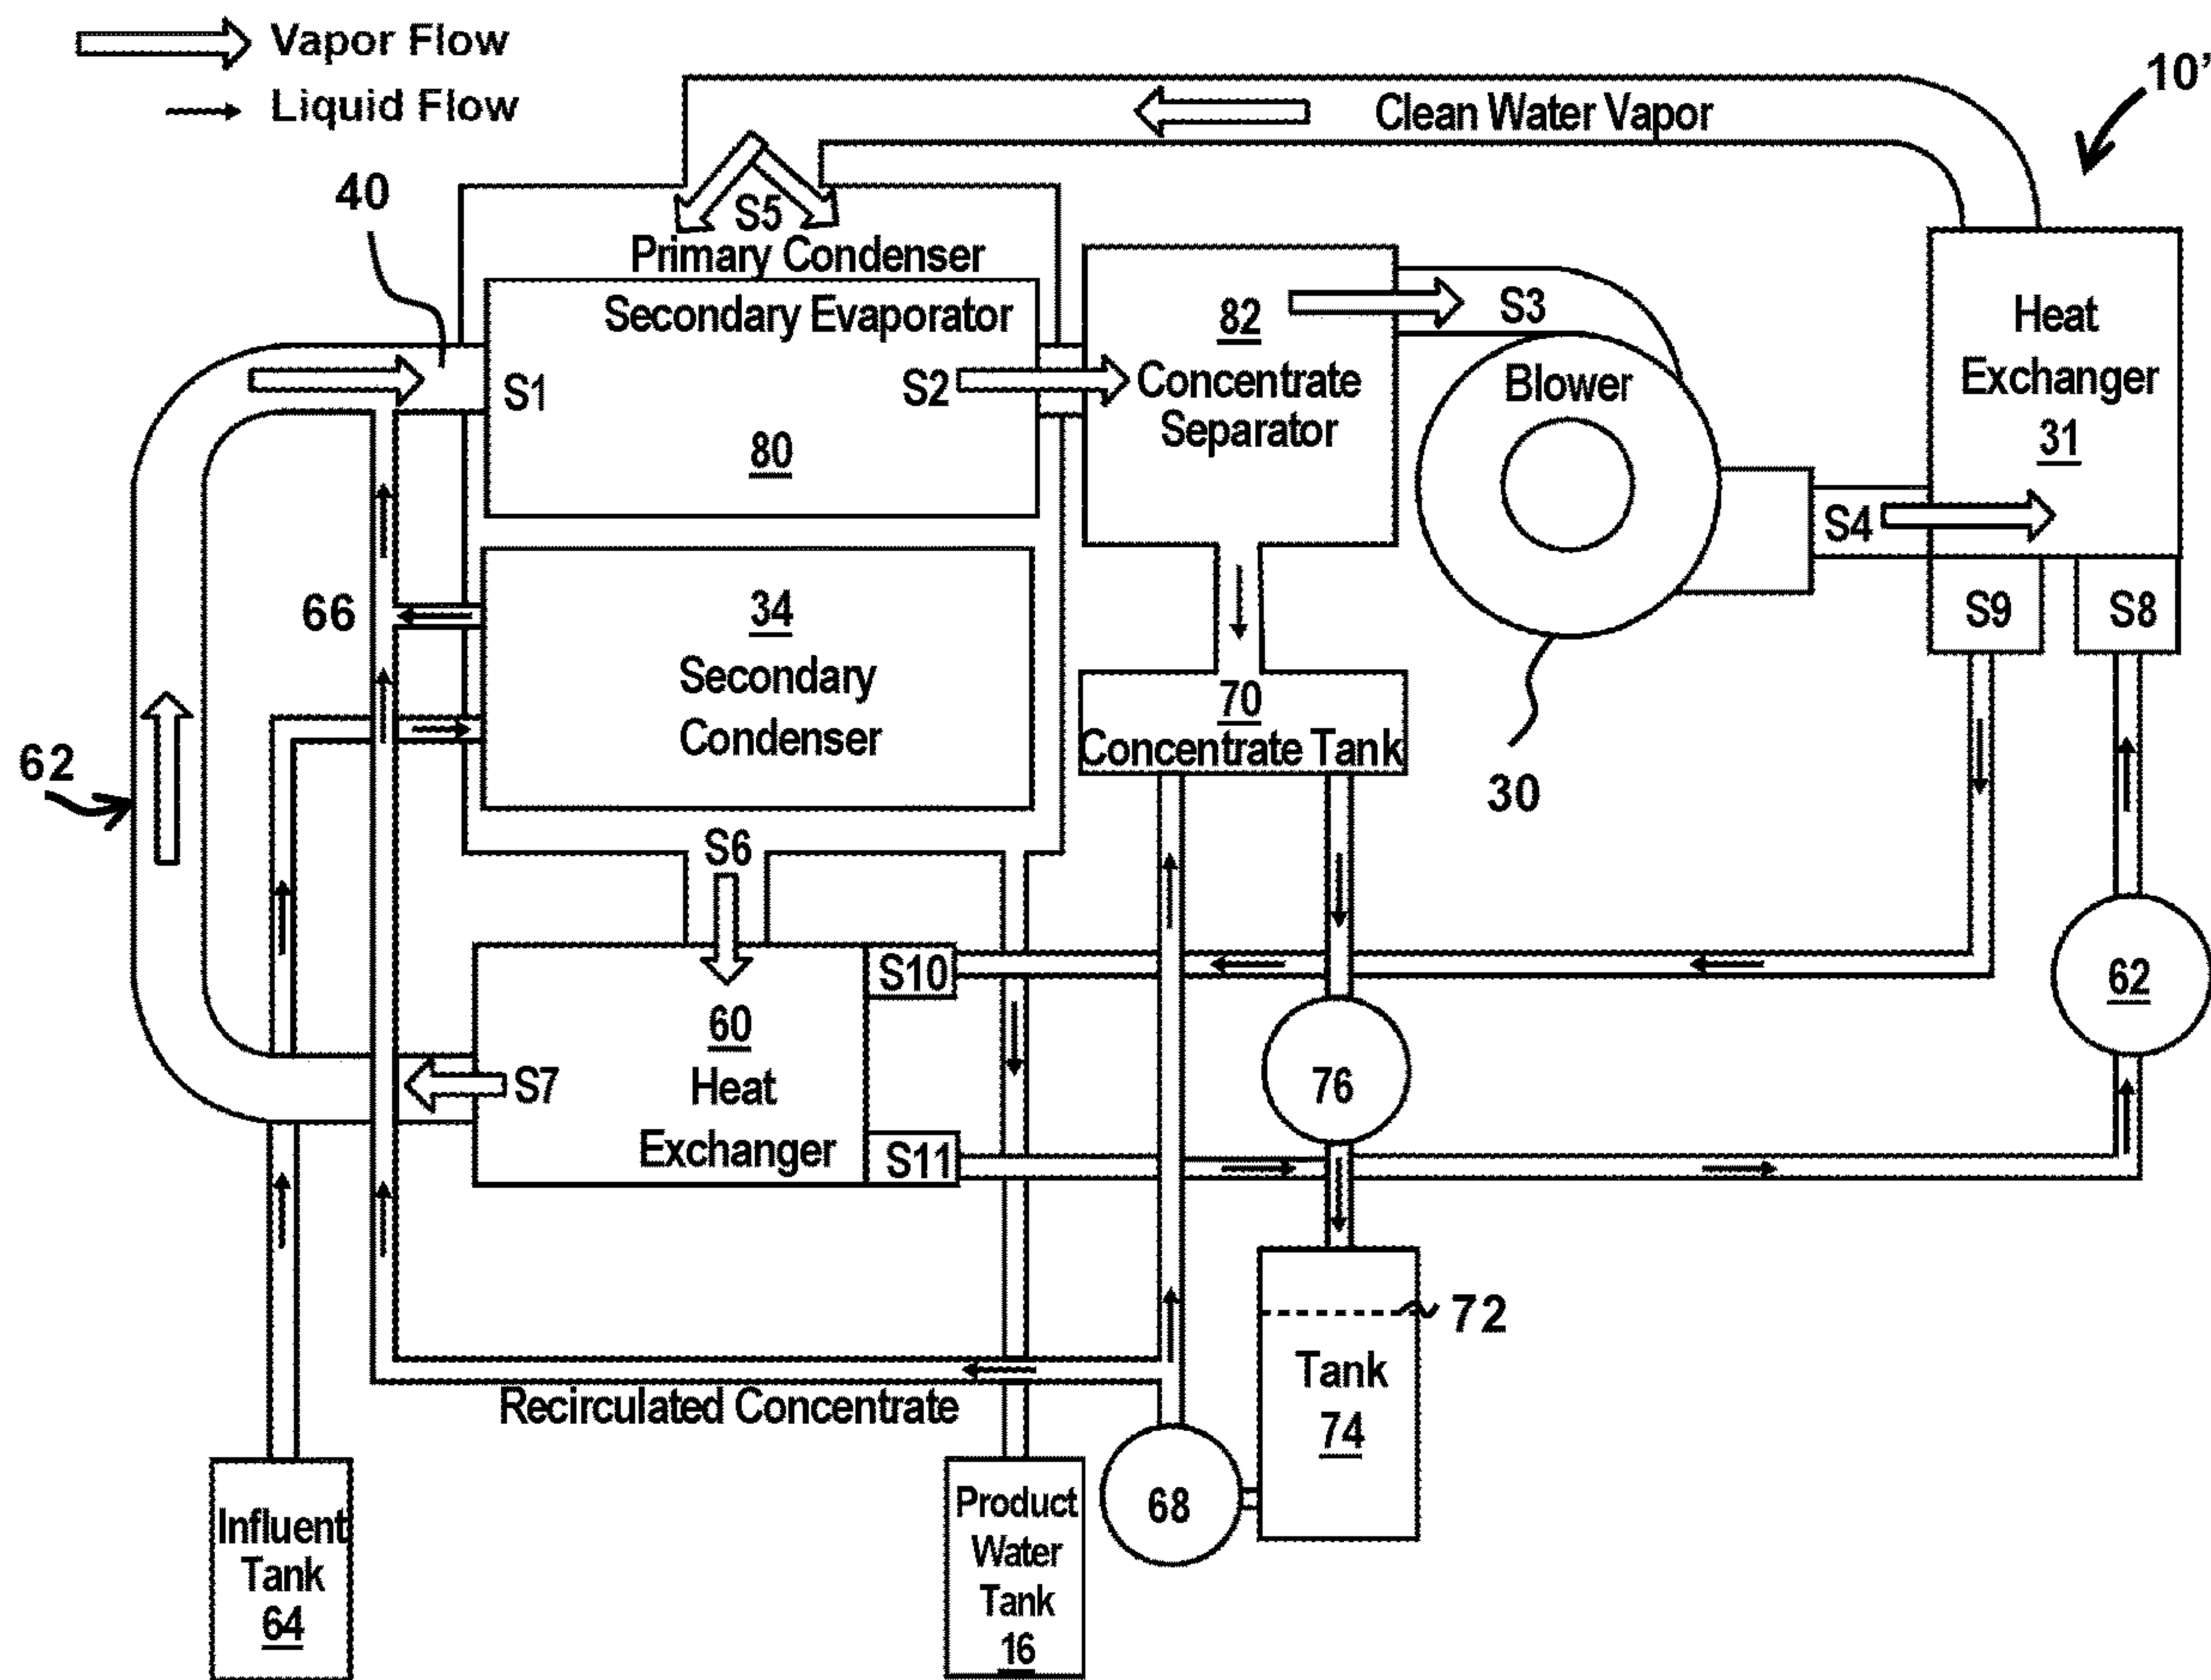 Vapor Flow
Liquid Flow
10'
Clean Water Vapor
40
S5
Primary Condenser
Secondary Evaporator
S1
S2
80
82
Concentrate
Separator
S3
Blower
30
Heat
Exchanger
31
S4
S9
S8
66
34
Secondary
Condenser
70
Concentrate Tank
62
S6
S10
60
Heat
Exchanger
S7
S11
76
62
72
Tank
74
Recirculated Concentrate
68
Influent
Tank
64
Product
Water
Tank
16